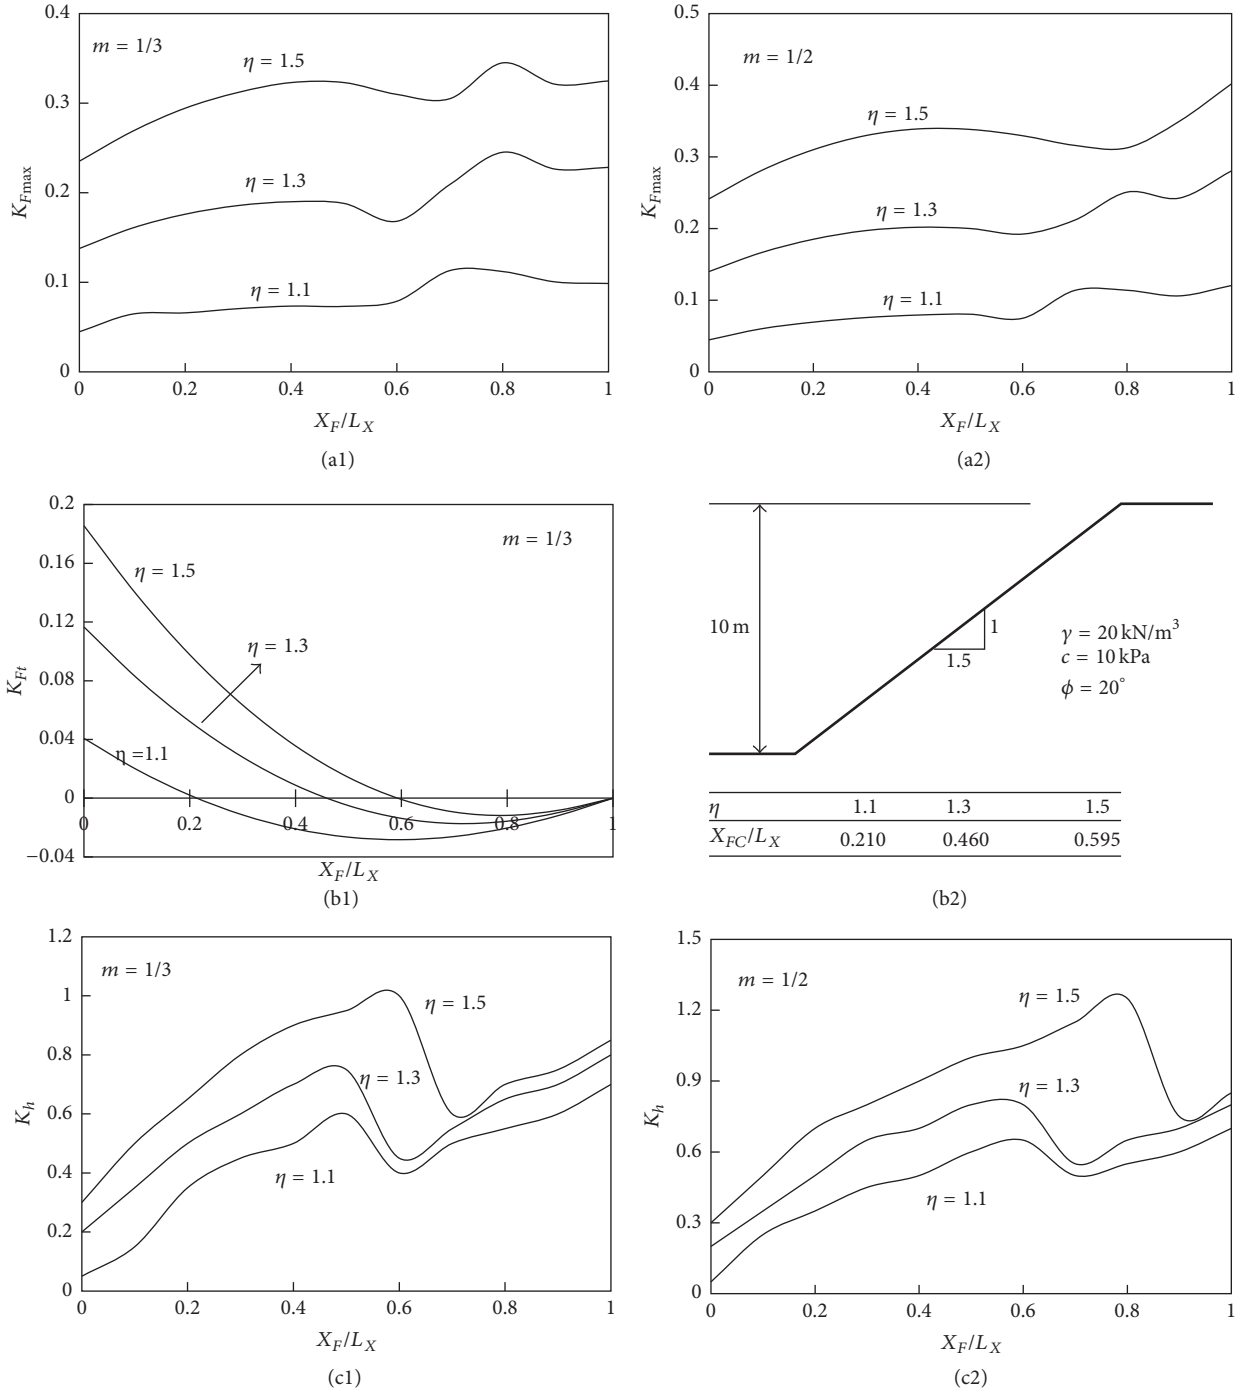 0.4
0.3
0.2
0.1
0
K_Fmax
m = 1/3
η = 1.5
η = 1.3
η = 1.1
0 0.2 0.4 0.6 0.8 1
X_F/L_X
(a1)
0.5
0.4
0.3
0.2
0.1
0
K_Fmax
m = 1/2
η = 1.5
η = 1.3
η = 1.1
0 0.2 0.4 0.6 0.8 1
X_F/L_X
(a2)
0.2
0.16
0.12
0.08
0.04
0
−0.04
K_Ft
m = 1/3
η = 1.5
η = 1.3
η =1.1
0 0.2 0.4 0.6 0.8 1
X_F/L_X
(b1)
10 m
1
1.5
γ = 20 kN/m³
c = 10 kPa
ϕ = 20°
η 1.1 1.3 1.5
X_FC/L_X 0.210 0.460 0.595
(b2)
1.2
1
0.8
0.6
0.4
0.2
0
K_h
m = 1/3
η = 1.5
η = 1.3
η = 1.1
0 0.2 0.4 0.6 0.8 1
X_F/L_X
(c1)
1.5
1.2
0.9
0.6
0.3
0
K_h
m = 1/2
η = 1.5
η = 1.3
η = 1.1
0 0.2 0.4 0.6 0.8 1
X_F/L_X
(c2)